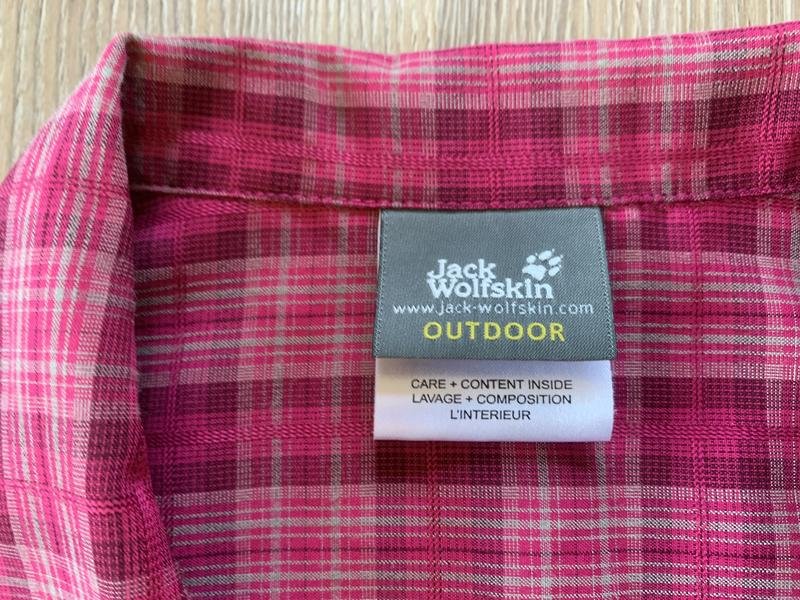 Jack
Wolfskin
www.jack-wolfskin.com
OUTDOOR
CARE + CONTENT INSIDE
LAVAGE + COMPOSITION
L'INTERIEUR